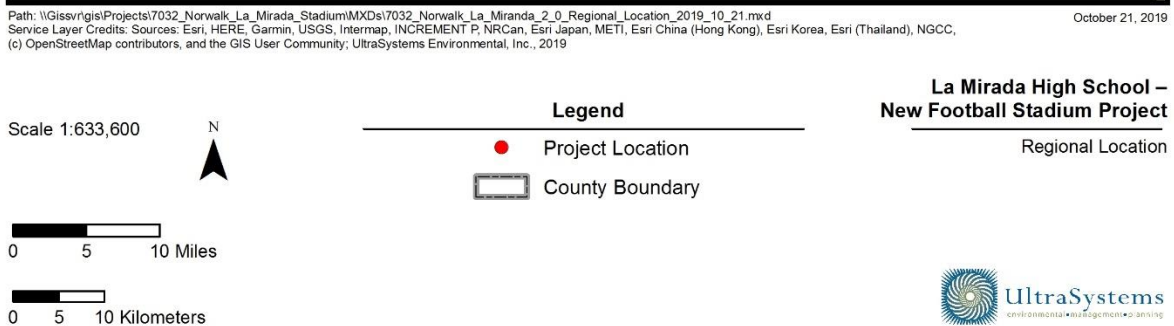 Path: \\Gissvr\gis\Projects\7032_Norwalk_La_Mirada_Stadium\MXDs\7032_Norwalk_La_Miranda_2_0_Regional_Location_2019_10_21.mxd
Service Layer Credits: Sources: Esri, HERE, Garmin, USGS, Intermap, INCREMENT P, NRCan, Esri Japan, METI, Esri China (Hong Kong), Esri Korea, Esri (Thailand), NGCC,
(c) OpenStreetMap contributors, and the GIS User Community; UltraSystems Environmental, Inc., 2019
October 21, 2019
Scale 1:633,600
N
0 5 10 Miles
0 5 10 Kilometers
Legend
Project Location
County Boundary
La Mirada High School –
New Football Stadium Project
Regional Location
UltraSystems
environmental•management•planning